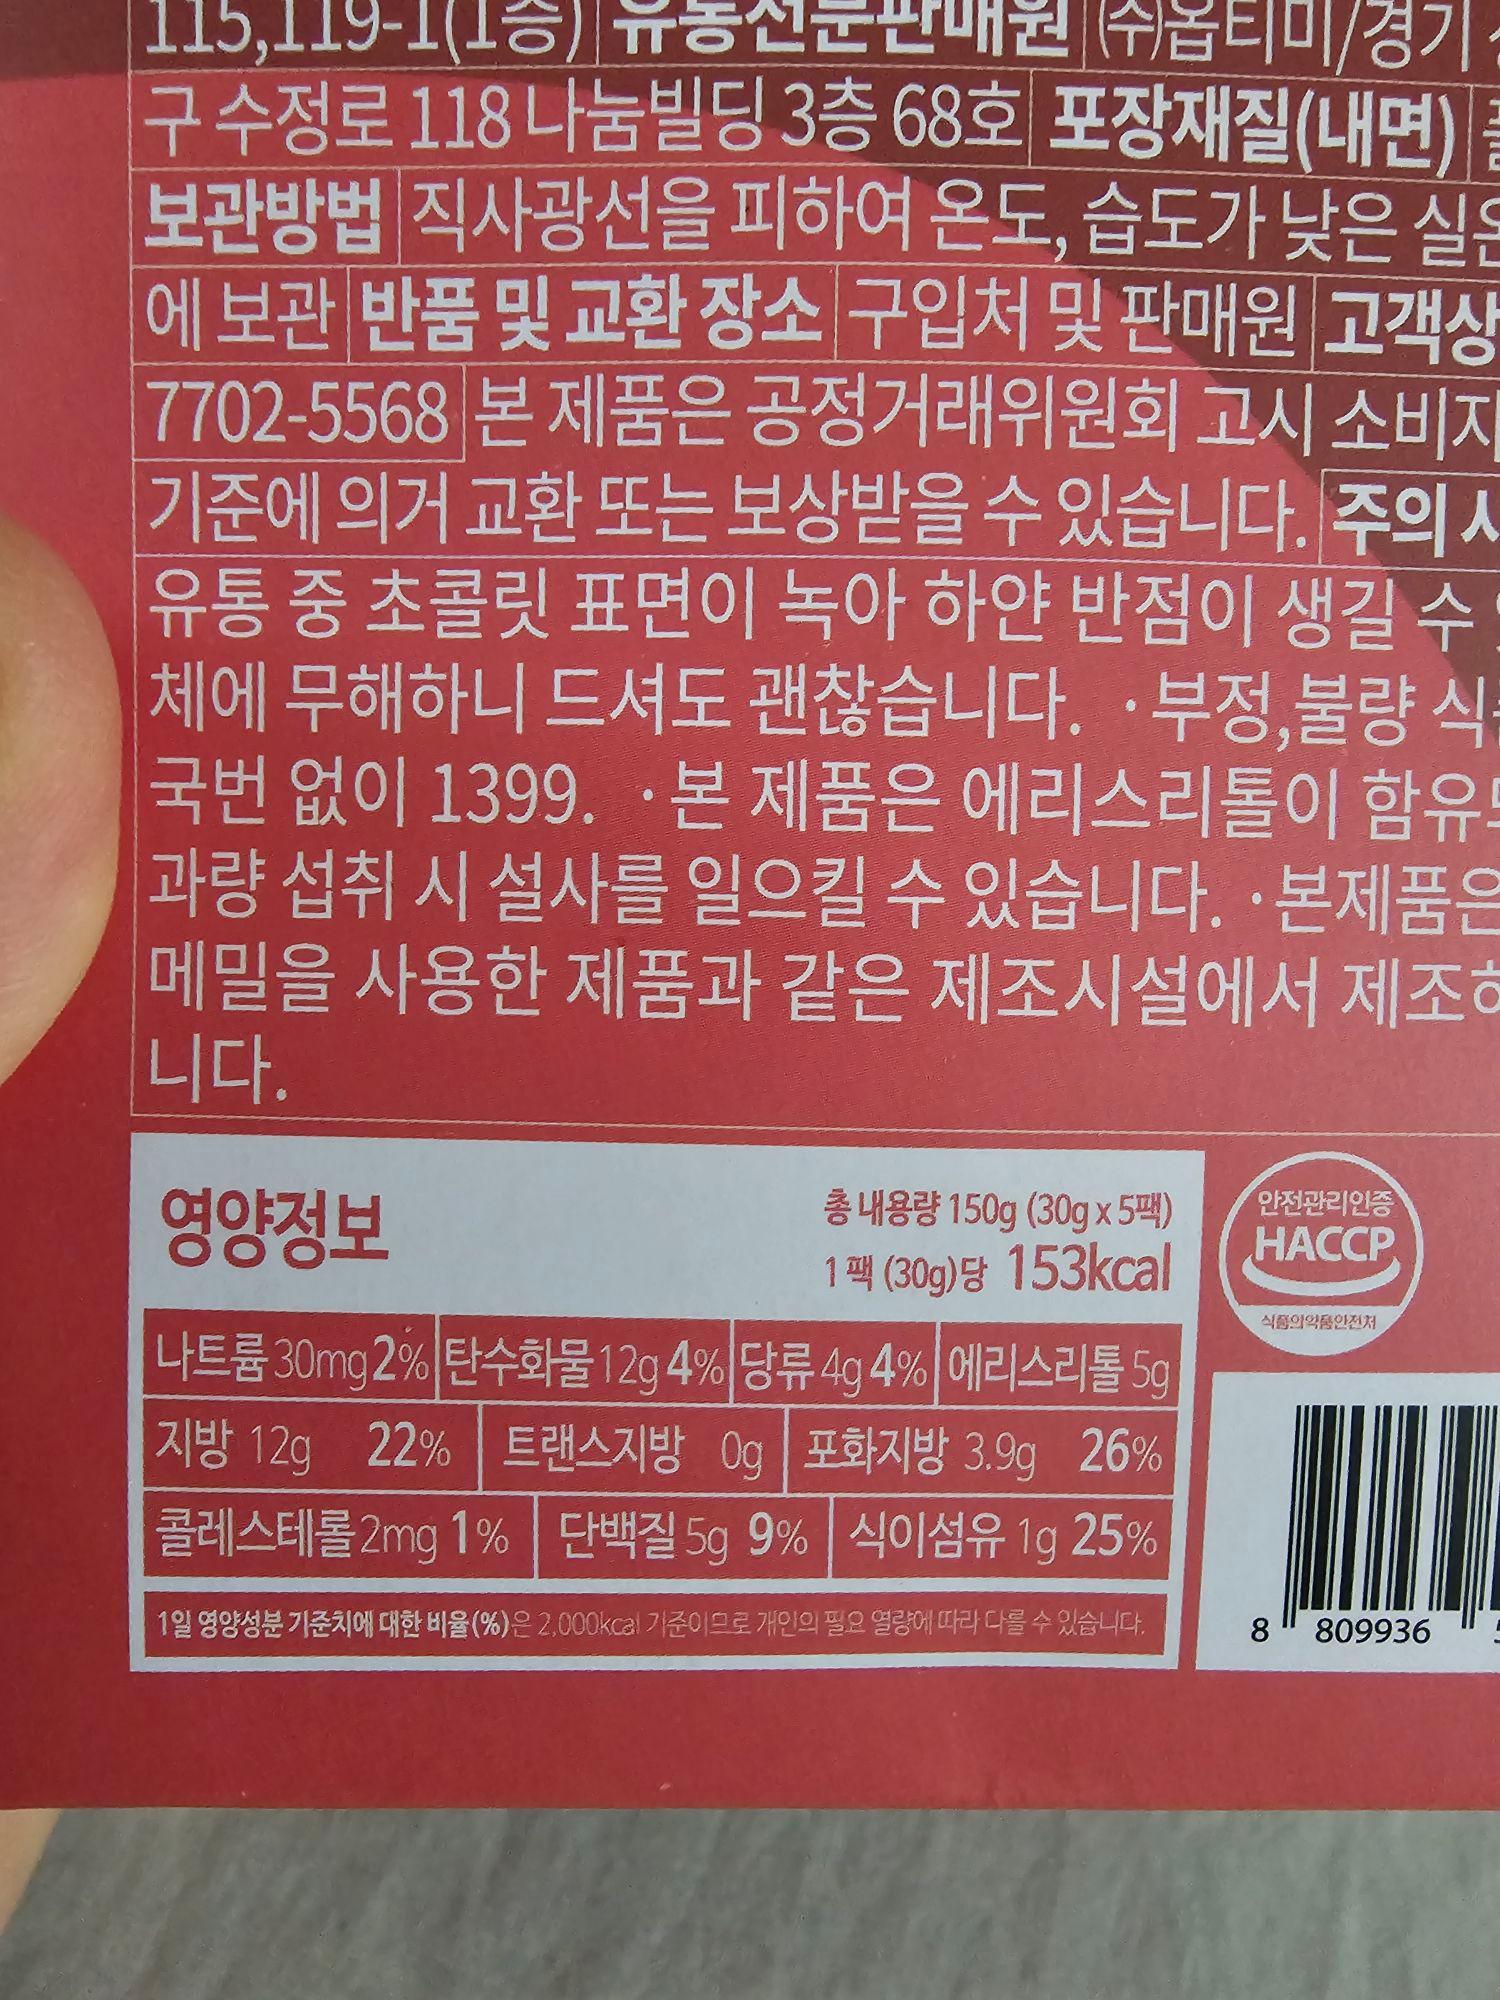 115,119-1(1층) 유통전문판매원 (주)옵티미/경기
구 수정로 118 나눔빌딩 3층 68호 포장재질(내면)
보관방법 직사광선을 피하여 온도, 습도가 낮은 실온
에 보관 반품 및 교환 장소 구입처 및 판매원 고객상
7702-5568 본 제품은 공정거래위원회 고시 소비자
기준에 의거 교환 또는 보상받을 수 있습니다. 주의
유통 중 초콜릿 표면이 녹아 하얀 반점이 생길 수
체에 무해하니 드셔도 괜찮습니다. ·부정,불량 식
국번 없이 1399. ·본 제품은 에리스리톨이 함유
과량 섭취 시 설사를 일으킬 수 있습니다. ·본제품은
메밀을 사용한 제품과 같은 제조시설에서 제조하
니다.
영양정보
총 내용량 150g (30g x 5팩)
1팩 (30g)당 153kcal
나트륨 30mg 2% 탄수화물 12g 4% 당류 4g 4% 에리스리톨 5g
지방 12g 22% 트랜스지방 0g 포화지방 3.9g 26%
콜레스테롤 2mg 1% 단백질 5g 9% 식이섬유 1g 25%
1일 영양성분 기준치에 대한 비율(%)은 2,000kcal 기준이므로 개인의 필요 열량에 따라 다를 수 있습니다.
안전관리인증
HACCP
식품의약품안전처
8 809936